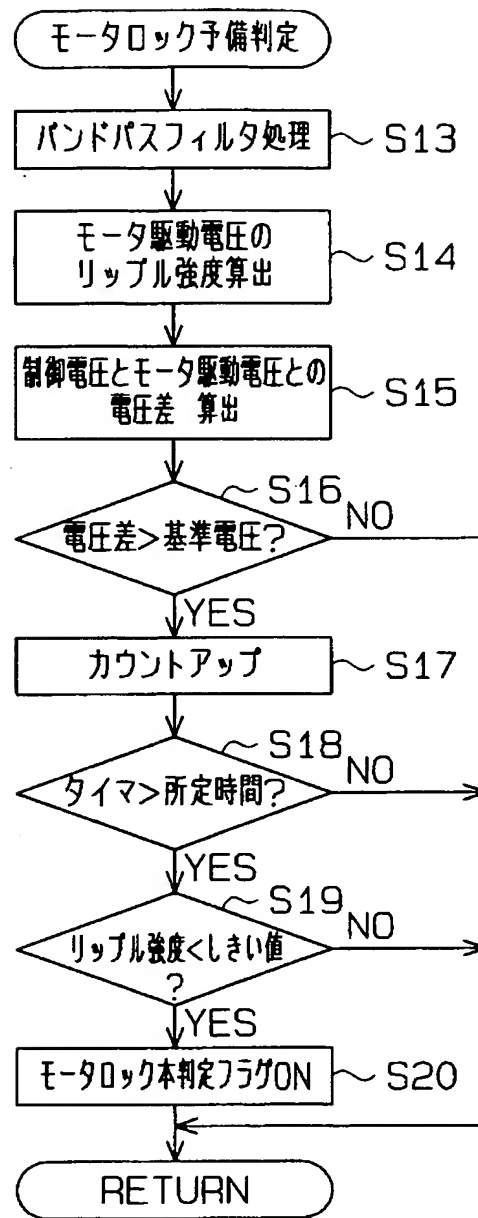 モータロック予備判定
バンドパスフィルタ処理
S13
モータ駆動電圧の
リップル強度算出
S14
制御電圧とモータ駆動電圧との
電圧差 算出
S15
S16
電圧差>基準電圧?
NO
YES
カウントアップ
S17
S18
タイマ>所定時間?
NO
YES
S19
リップル強度<しきい値
?
NO
YES
モータロック本判定フラグON
S20
RETURN